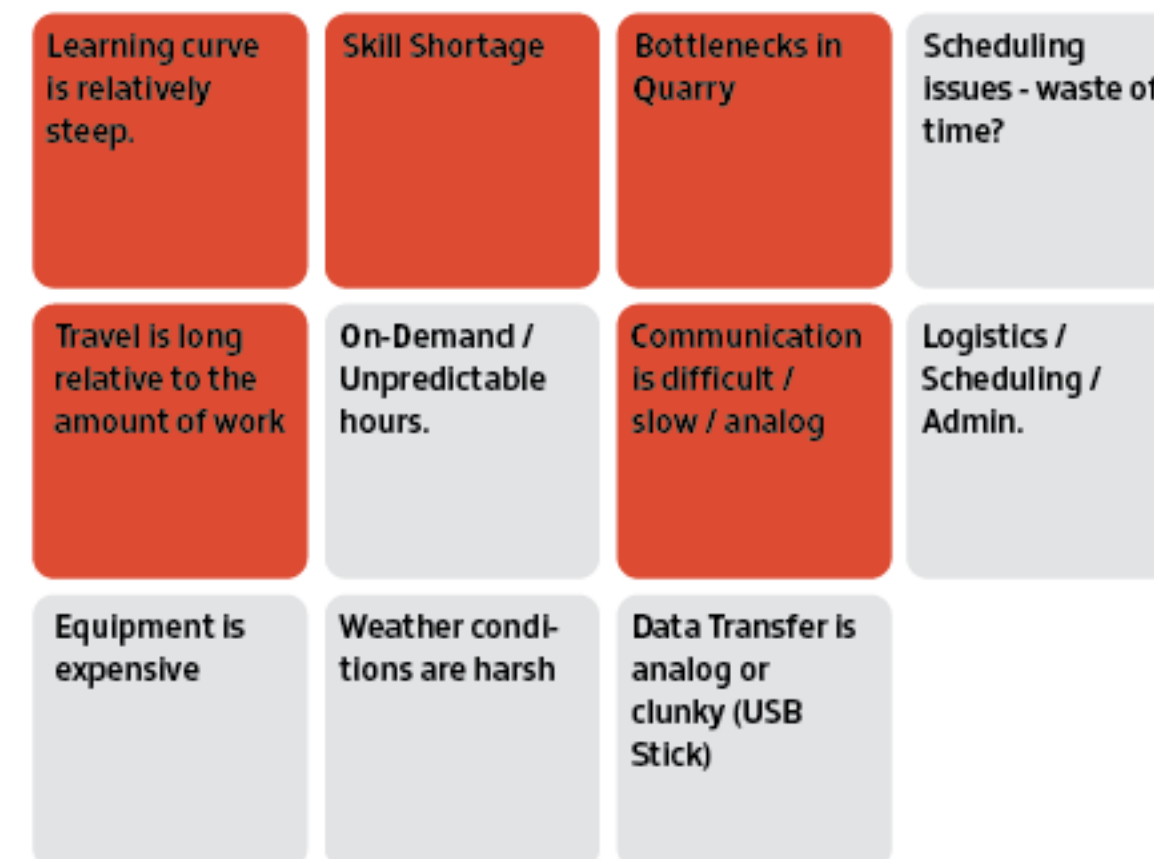 Learning curve
is relatively
steep.
Skill Shortage
Bottlenecks in
Quarry
Scheduling
issues - waste of
time?
Travel is long
relative to the
amount of work
On-Demand /
Unpredictable
hours.
Communication
is difficult /
slow / analog
Logistics /
Scheduling /
Admin.
Equipment is
expensive
Weather condi-
tions are harsh
Data Transfer is
analog or
clunky (USB
Stick)